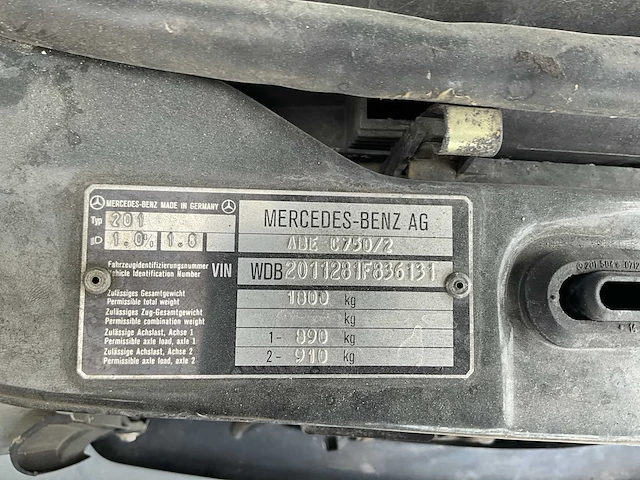 MERCEDES-BENZ MADE IN GERMANY
Typ 201
1.0% 1.8
MERCEDES-BENZ AG
ABE C750/2
Fahrzeugidentifizierungsnummer
Vehicle Identification Number
VIN
WDB2011281F836131
Zulässiges Gesamtgewicht
Permissible total weight
1800 kg
Zulässiges Zug-Gesamtgewicht
Permissible combination weight
kg
Zulässige Achslast, Achse 1
Permissible axle load, axle 1
1- 890 kg
Zulässige Achslast, Achse 2
Permissible axle load, axle 2
2- 910 kg
201 504